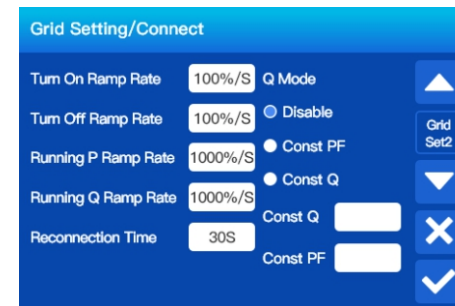 Grid Setting/Connect
Turn On Ramp Rate 100%/S
Turn Off Ramp Rate 100%/S
Running P Ramp Rate 1000%/S
Running Q Ramp Rate 1000%/S
Reconnection Time 30S
Q Mode
Disable
Const PF
Const Q
Const Q
Const PF
Grid
Set2